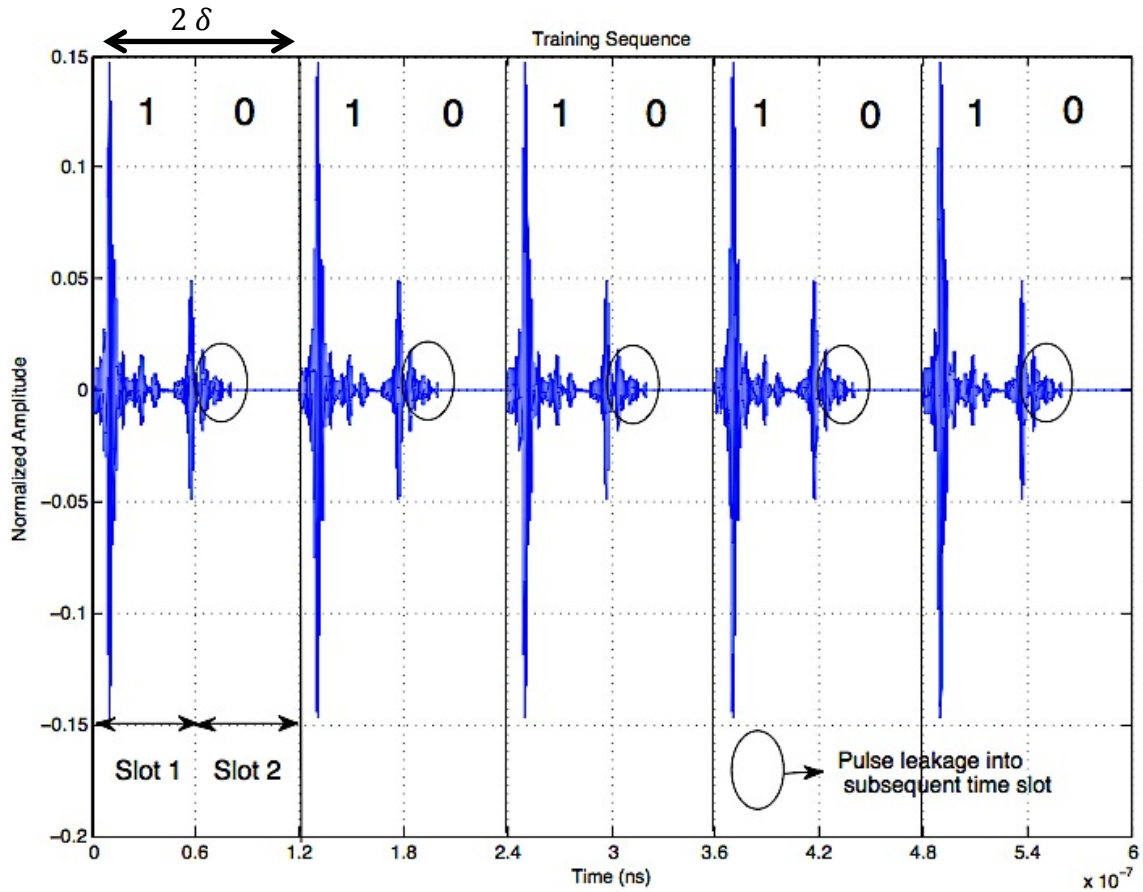 2 δ
Training Sequence
0.15
0.1
0.05
0
−0.05
−0.1
−0.15
−0.2
Normalized Amplitude
1 0 1 0 1 0 1 0 1 0
Slot 1 Slot 2
Pulse leakage into
subsequent time slot
0 0.6 1.2 1.8 2.4 3 3.6 4.2 4.8 5.4 6
Time (ns)
x 10⁻⁷